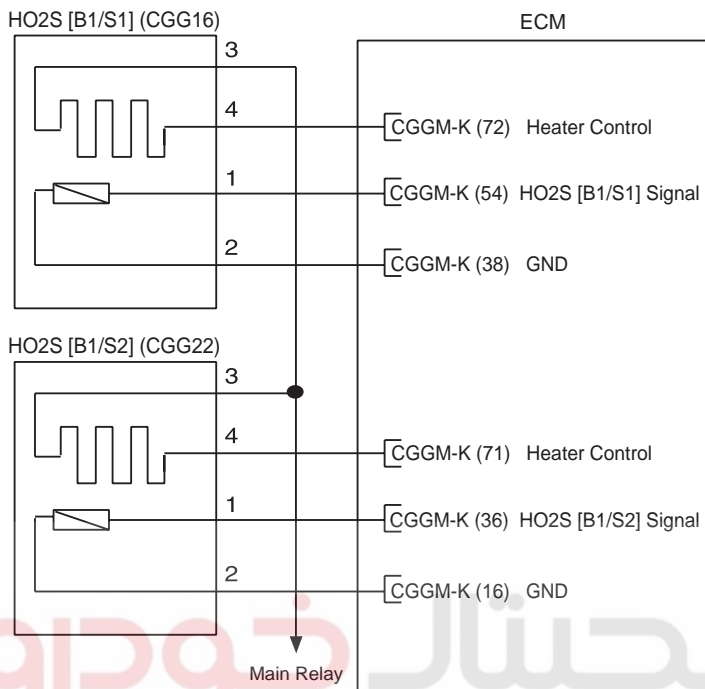 HO2S [B1/S1] (CGG16)
ECM
3
4
CGGM-K (72) Heater Control
1
CGGM-K (54) HO2S [B1/S1] Signal
2
CGGM-K (38) GND
HO2S [B1/S2] (CGG22)
3
4
CGGM-K (71) Heater Control
1
CGGM-K (36) HO2S [B1/S2] Signal
2
CGGM-K (16) GND
Main Relay